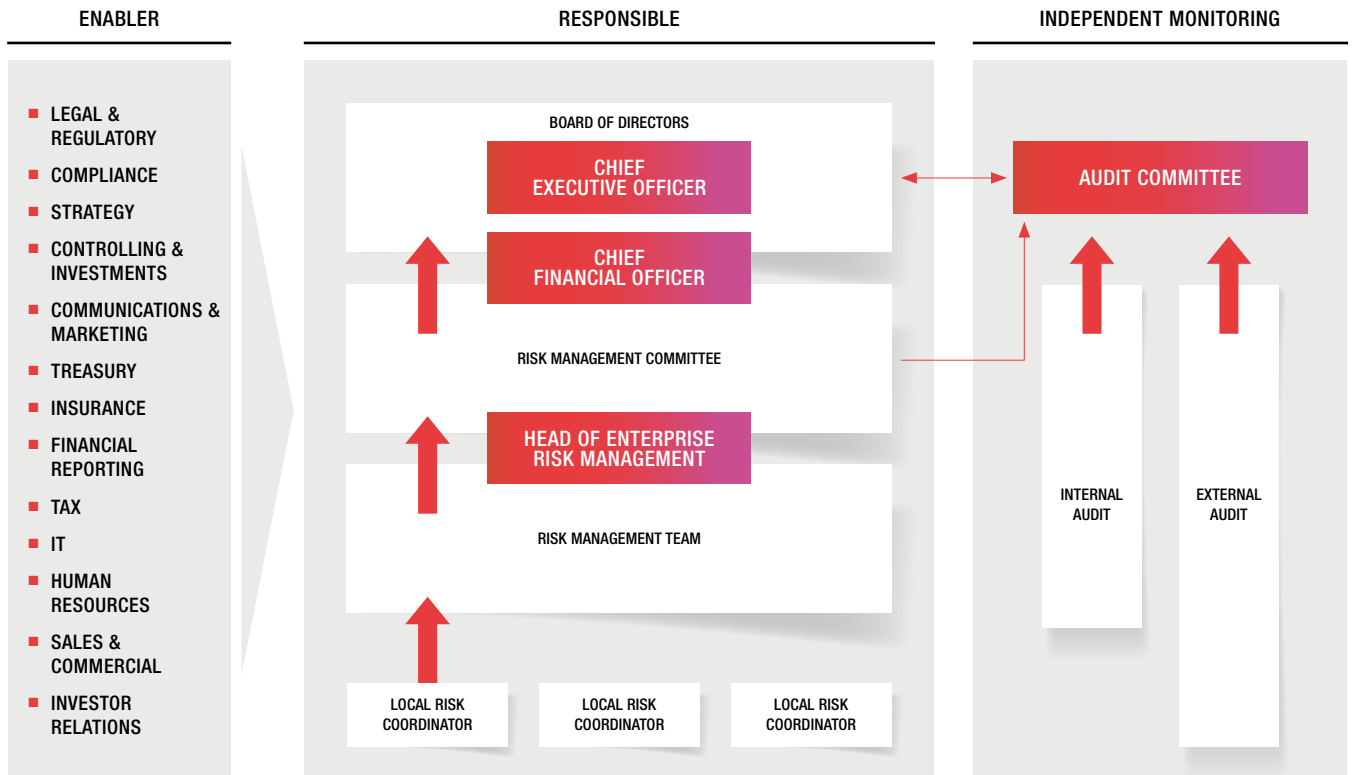 ENABLER
LEGAL &
REGULATORY
COMPLIANCE
STRATEGY
CONTROLLING &
INVESTMENTS
COMMUNICATIONS &
MARKETING
TREASURY
INSURANCE
FINANCIAL
REPORTING
TAX
IT
HUMAN
RESOURCES
SALES &
COMMERCIAL
INVESTOR
RELATIONS
RESPONSIBLE
BOARD OF DIRECTORS
CHIEF
EXECUTIVE OFFICER
CHIEF
FINANCIAL OFFICER
RISK MANAGEMENT COMMITTEE
HEAD OF ENTERPRISE
RISK MANAGEMENT
RISK MANAGEMENT TEAM
LOCAL RISK
COORDINATOR
LOCAL RISK
COORDINATOR
LOCAL RISK
COORDINATOR
INDEPENDENT MONITORING
AUDIT COMMITTEE
INTERNAL
AUDIT
EXTERNAL
AUDIT